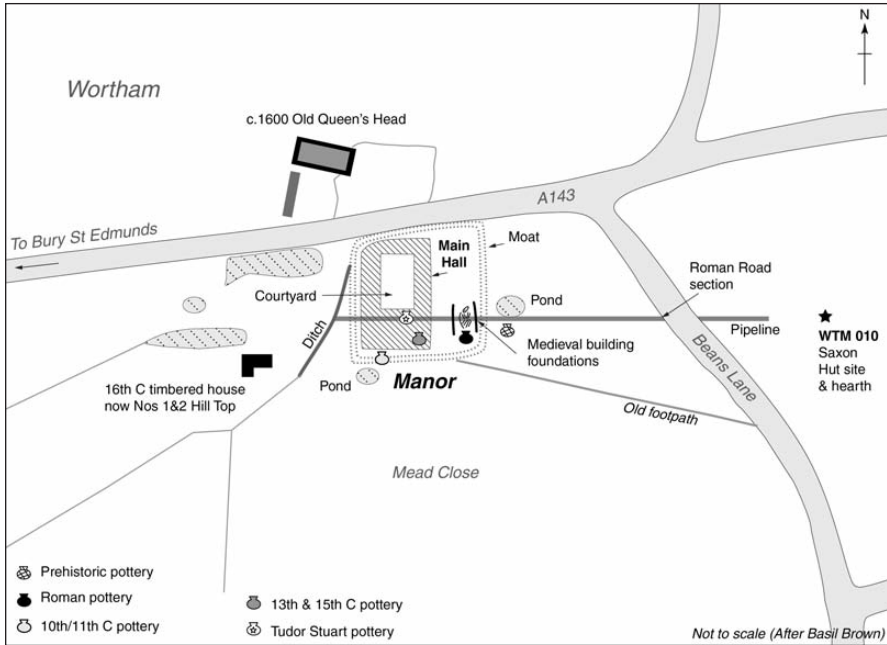 N
Wortham
c.1600 Old Queen's Head
A143
To Bury St Edmunds
Main
Hall
Moat
Courtyard
Pond
Roman Road
section
Ditch
Pipeline
WTM 010
Saxon
Hut site
& hearth
Medieval building
foundations
16th C timbered house
now Nos 1&2 Hill Top
Pond
Manor
Beans Lane
Old footpath
Mead Close
Prehistoric pottery
Roman pottery
10th/11th C pottery
13th & 15th C pottery
Tudor Stuart pottery
Not to scale (After Basil Brown)